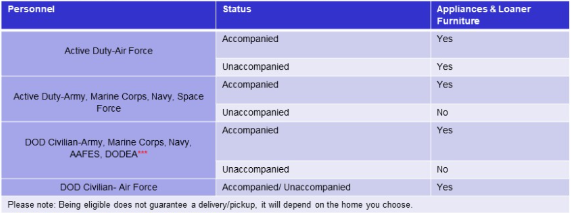 Personnel Status Appliances & Loaner
Furniture
Active Duty-Air Force Accompanied Yes
Unaccompanied Yes
Active Duty-Army, Marine Corps, Navy, Space
Force
Accompanied Yes
Unaccompanied No
DOD Civilian-Army, Marine Corps, Navy,
AAFES, DODEA***
Accompanied Yes
Unaccompanied No
DOD Civilian- Air Force Accompanied/ Unaccompanied Yes
Please note: Being eligible does not guarantee a delivery/pickup, it will depend on the home you choose.